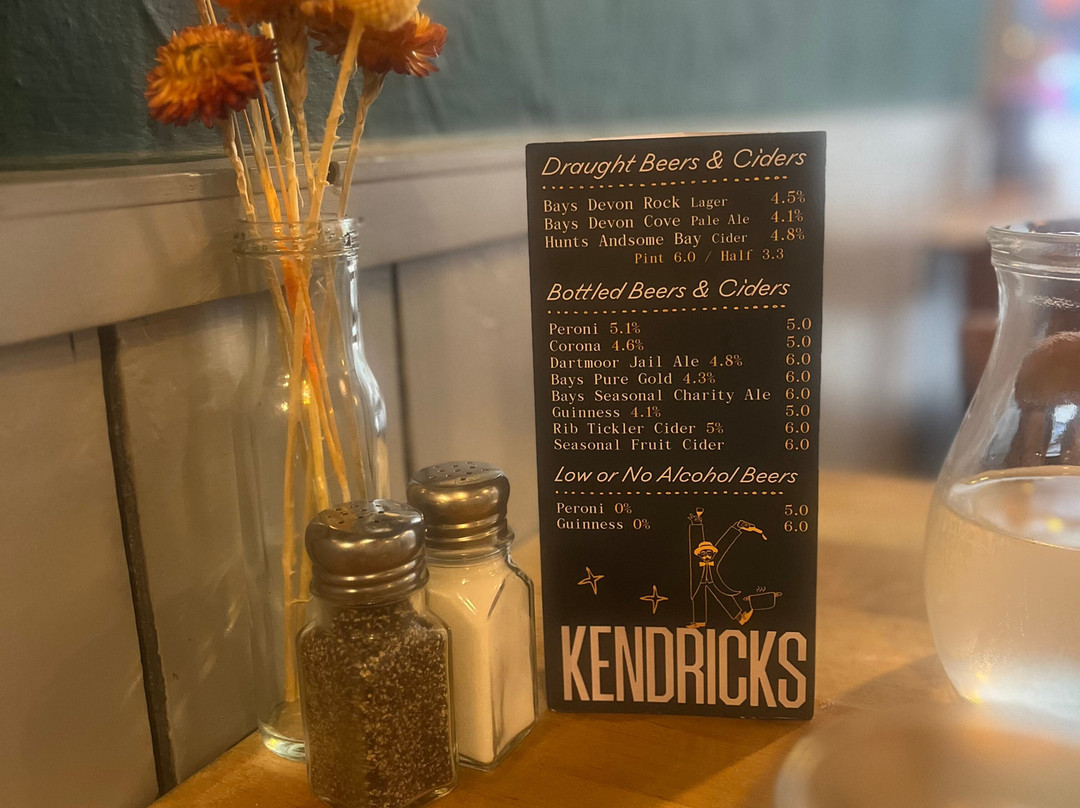 Draught Beers & Ciders
Bays Devon Rock Lager 4.5%
Bays Devon Cove Pale Ale 4.1%
Hunts Andsome Bay Cider 4.8%
Pint 6.0 / Half 3.3
Bottled Beers & Ciders
Peroni 5.1% 5.0
Corona 4.6% 5.0
Dartmoor Jail Ale 4.8% 6.0
Bays Pure Gold 4.3% 6.0
Bays Seasonal Charity Ale 6.0
Guinness 4.1% 5.0
Rib Tickler Cider 5% 6.0
Seasonal Fruit Cider 6.0
Low or No Alcohol Beers
Peroni 0% 5.0
Guinness 0% 6.0
KENDRICKS